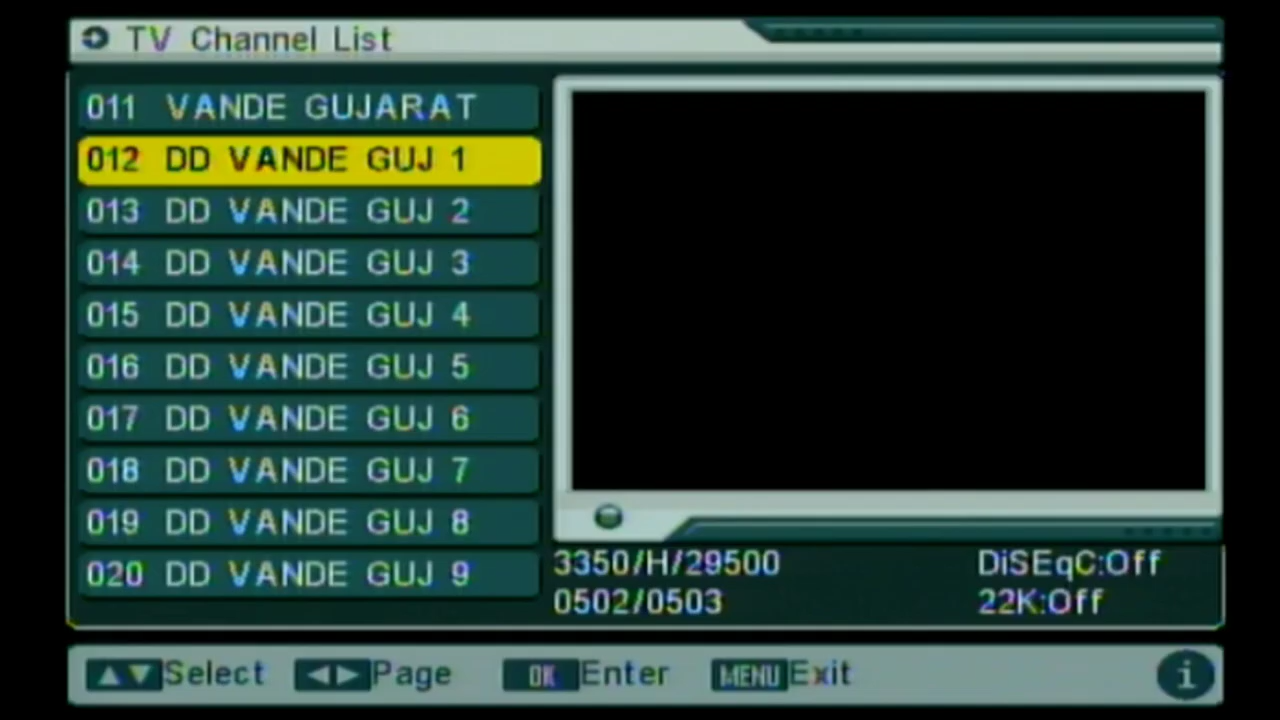 TV Channel List
011 VANDE GUJARAT
012 DD VANDE GUJ 1
013 DD VANDE GUJ 2
014 DD VANDE GUJ 3
015 DD VANDE GUJ 4
016 DD VANDE GUJ 5
017 DD VANDE GUJ 6
018 DD VANDE GUJ 7
019 DD VANDE GUJ 8
020 DD VANDE GUJ 9
3350/H/29500 DiSEqC:Off
0502/0503 22K:Off
▲▼Select ◀▶Page OK Enter MENU Exit i